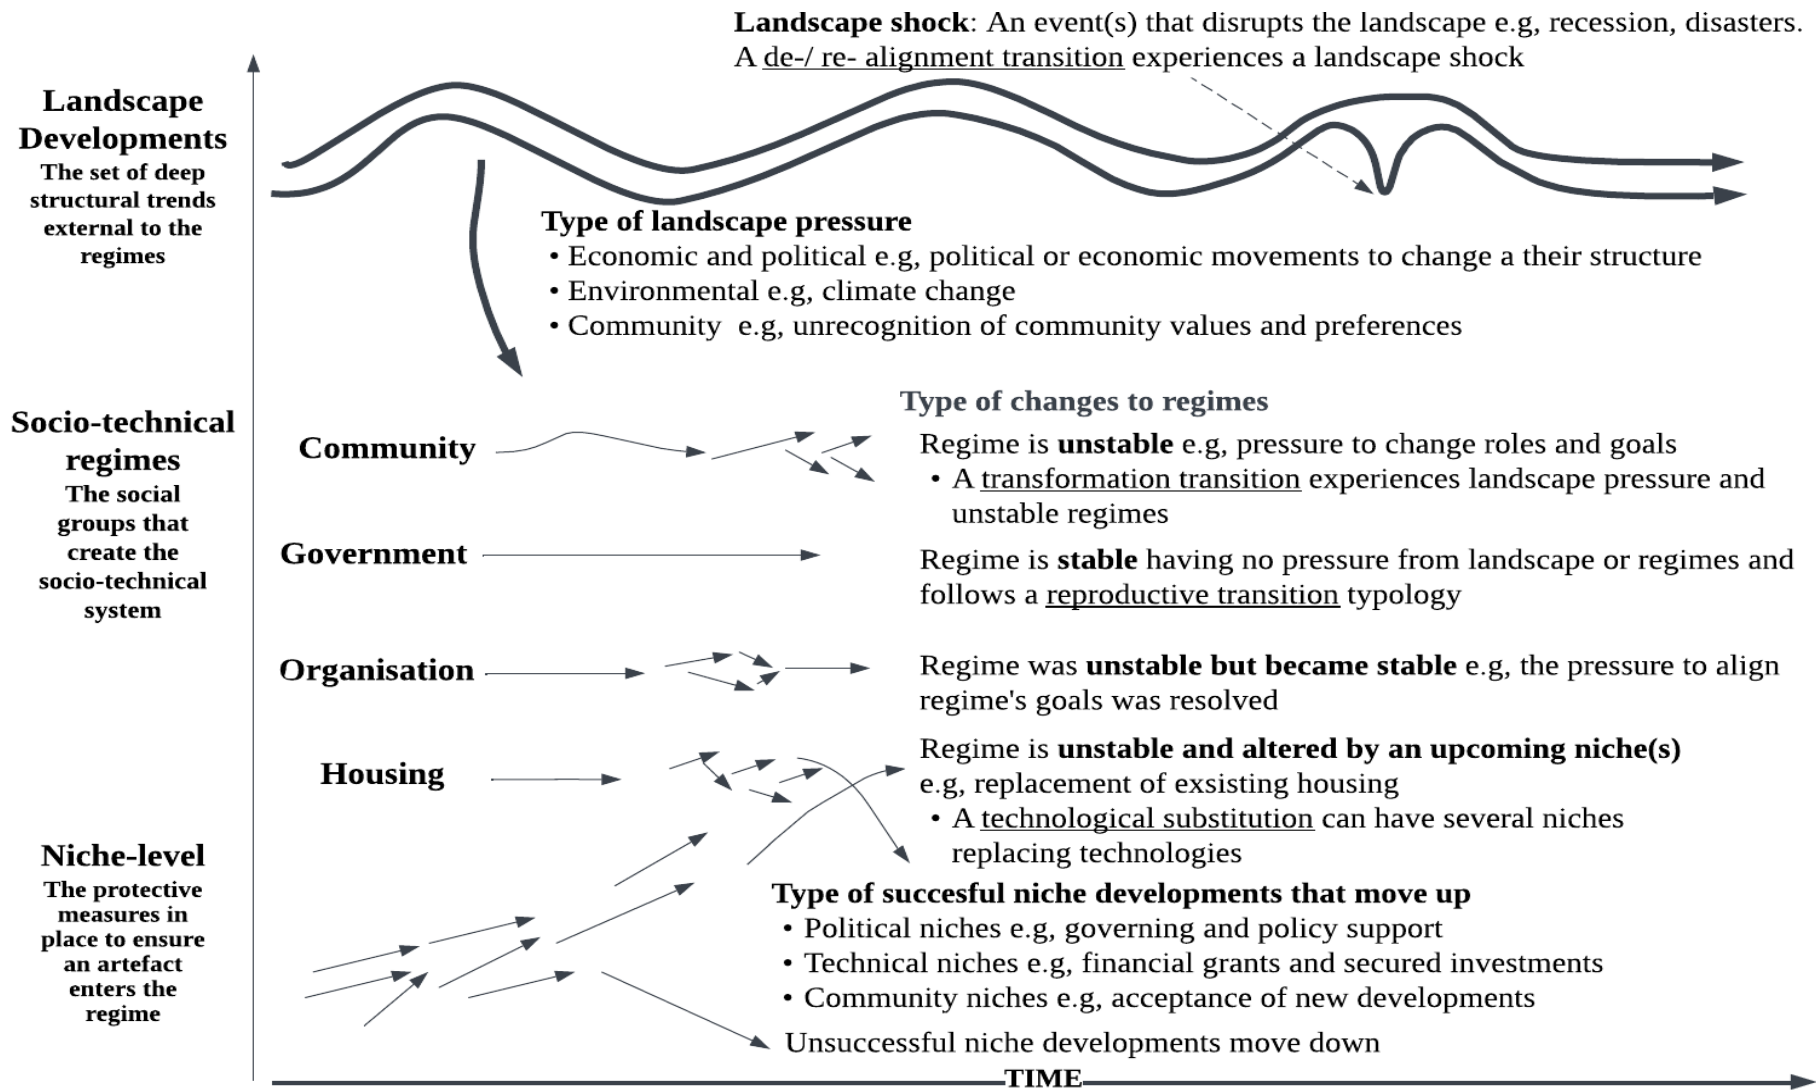 Landscape shock: An event(s) that disrupts the landscape e.g, recession, disasters.
A de-/ re- alignment transition experiences a landscape shock
Landscape
Developments
The set of deep
structural trends
external to the
regimes
Type of landscape pressure
• Economic and political e.g, political or economic movements to change a their structure
• Environmental e.g, climate change
• Community e.g, unrecognition of community values and preferences
Socio-technical
regimes
The social
groups that
create the
socio-technical
system
Type of changes to regimes
Community
Regime is unstable e.g, pressure to change roles and goals
• A transformation transition experiences landscape pressure and
unstable regimes
Government
Regime is stable having no pressure from landscape or regimes and
follows a reproductive transition typology
Organisation
Regime was unstable but became stable e.g, the pressure to align
regime's goals was resolved
Housing
Regime is unstable and altered by an upcoming niche(s)
e.g, replacement of exsisting housing
• A technological substitution can have several niches
replacing technologies
Niche-level
The protective
measures in
place to ensure
an artefact
enters the
regime
Type of succesful niche developments that move up
• Political niches e.g, governing and policy support
• Technical niches e.g, financial grants and secured investments
• Community niches e.g, acceptance of new developments
Unsuccessful niche developments move down
TIME